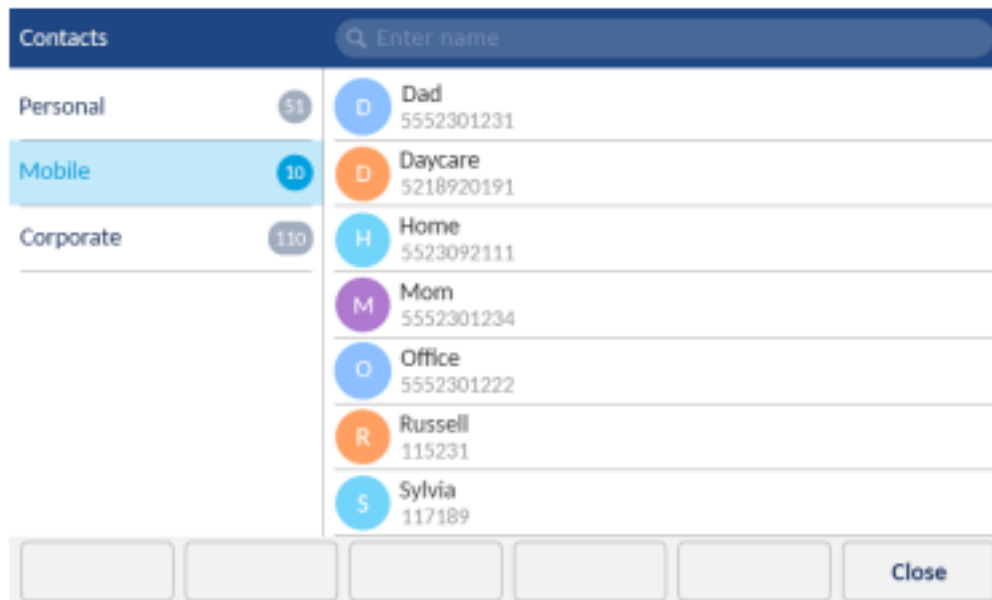 Contacts
Enter name
Personal 51
Mobile 10
Corporate 110
D Dad
5552301231
D Daycare
5218920191
H Home
5523092111
M Mom
5552301234
O Office
5552301222
R Russell
115231
S Sylvia
117189
Close